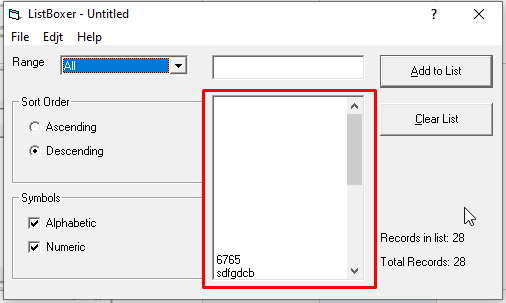 ListBoxer - Untitled
File Edjt Help
Range All Add to List
Sort Order
Ascending
Descending
Clear List
Symbols
Alphabetic
Numeric
6765
sdfgdcb
Records in list: 28
Total Records: 28